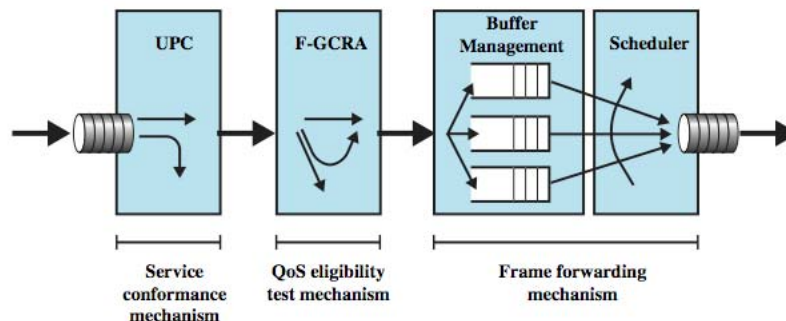 UPC
F-GCRA
Buffer
Management
Scheduler
Service
conformance
mechanism
QoS eligibility
test mechanism
Frame forwarding
mechanism